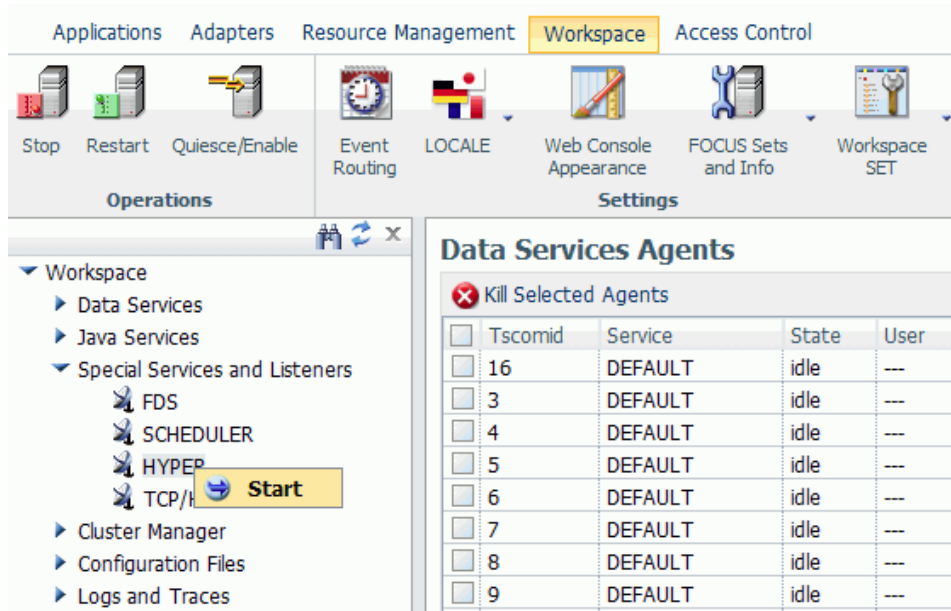 Applications Adapters Resource Management Workspace Access Control
Stop Restart Quiesce/Enable Event Routing LOCALE Web Console Appearance FOCUS Sets and Info Workspace SET
Operations Settings
Workspace
Data Services
Java Services
Special Services and Listeners
FDS
SCHEDULER
HYPER
Start
TCP/
Cluster Manager
Configuration Files
Logs and Traces
Data Services Agents
Kill Selected Agents
Tscomid Service State User
16 DEFAULT idle ---
3 DEFAULT idle ---
4 DEFAULT idle ---
5 DEFAULT idle ---
6 DEFAULT idle ---
7 DEFAULT idle ---
8 DEFAULT idle ---
9 DEFAULT idle ---